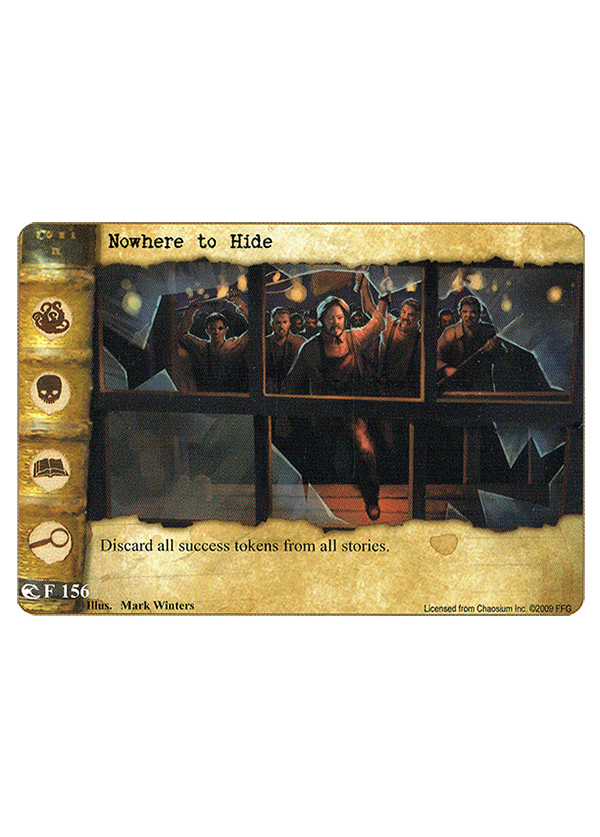 Nowhere to Hide
Discard all success tokens from all stories.
F 156
Illus. Mark Winters
Licensed from Chaosium Inc. ©2009 FFG